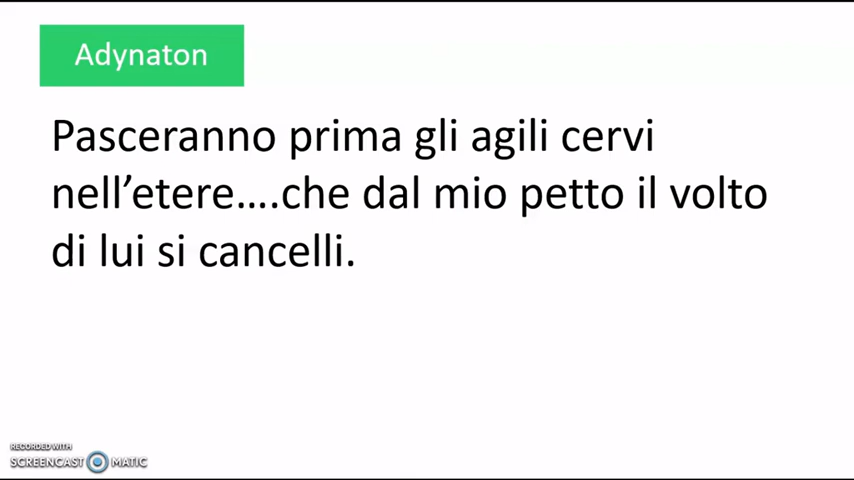 Adynaton
Pasceranno prima gli agili cervi
nell’etere….che dal mio petto il volto
di lui si cancelli.
RECORDED WITH
SCREENCAST MATIC